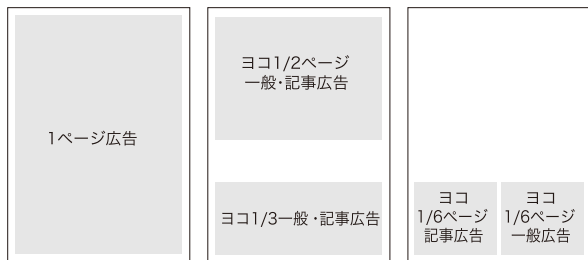 1ページ広告
ヨコ1/2ページ
一般・記事広告
ヨコ1/3一般・記事広告
ヨコ
1/6ページ
記事広告
ヨコ
1/6ページ
一般広告